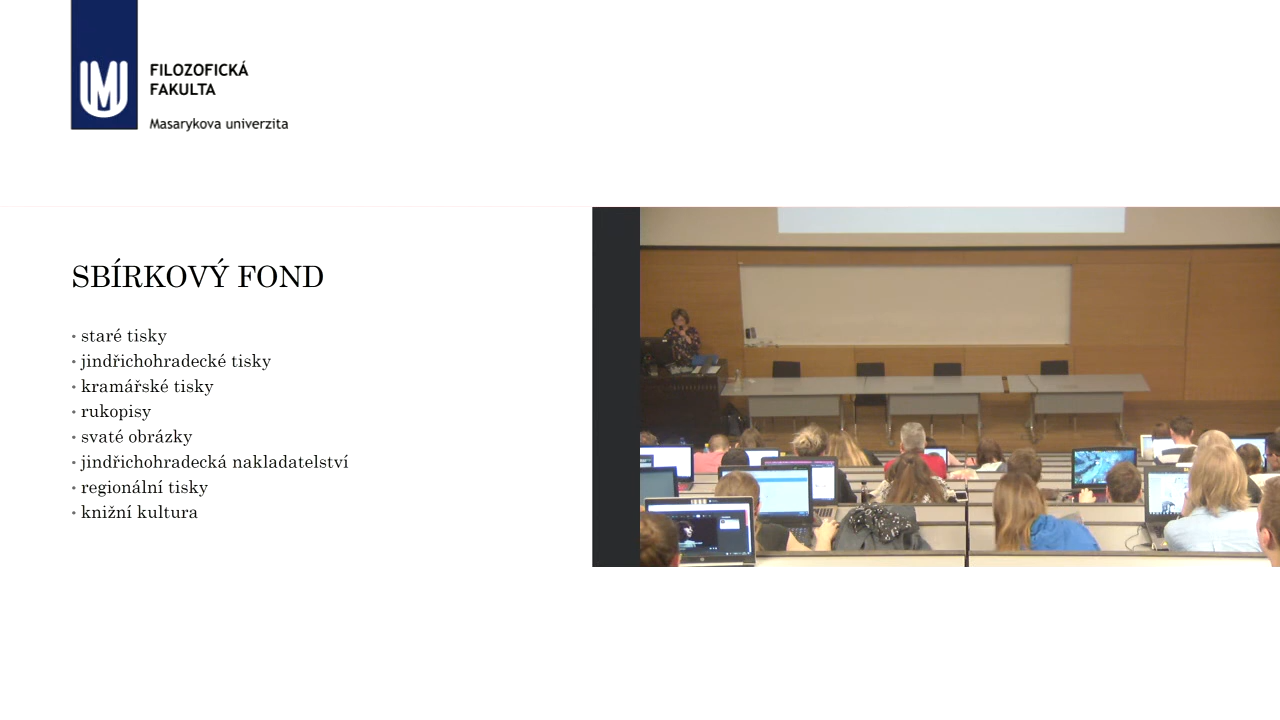 FILOZOFICKÁ
FAKULTA
Masarykova univerzita
SBÍRKOVÝ FOND
• staré tisky
• jindřichohradecké tisky
• kramářské tisky
• rukopisy
• svaté obrázky
• jindřichohradecká nakladatelství
• regionální tisky
• knižní kultura